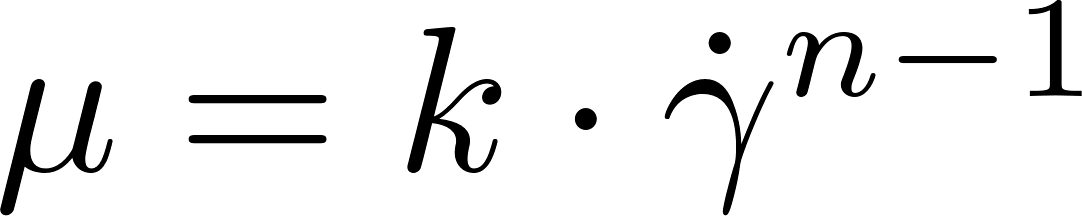 μ = k · γ̇ⁿ⁻¹